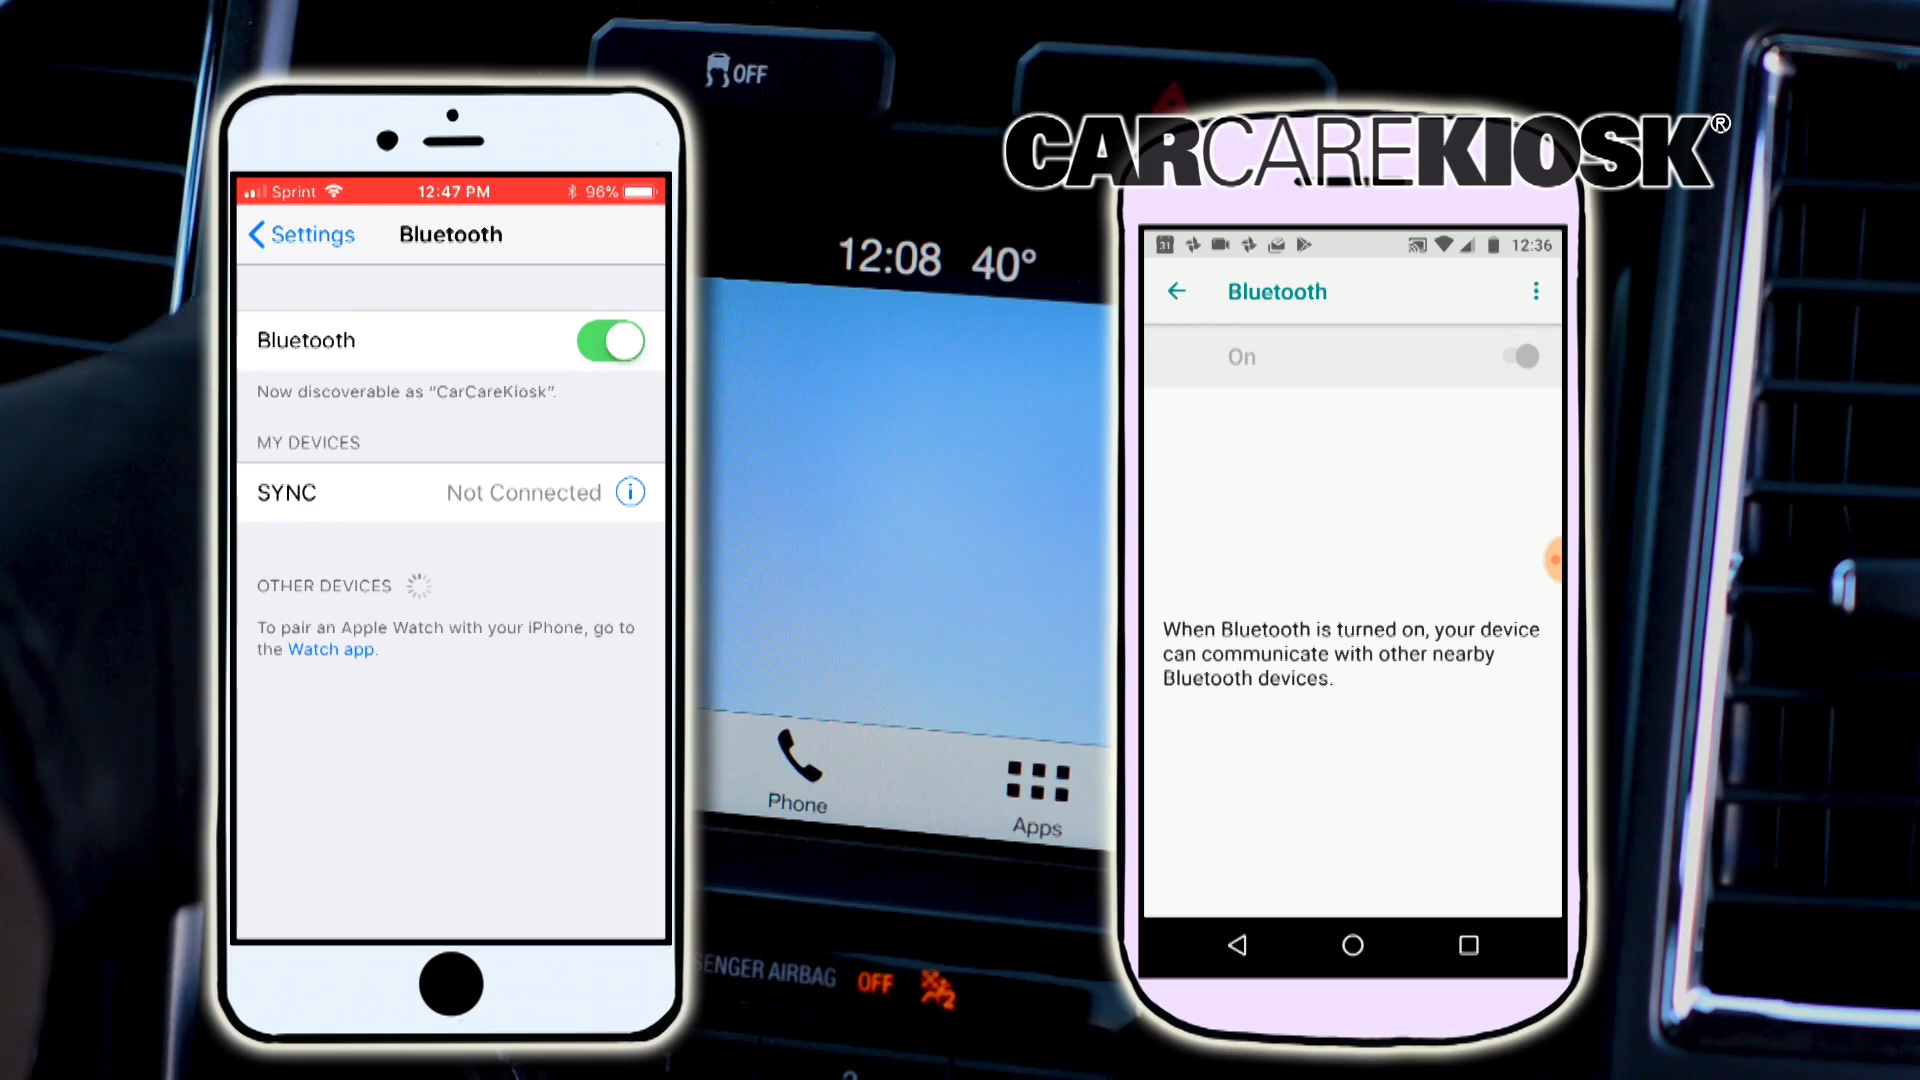 OFF
CARCAREKIOSK®
Sprint 12:47 PM 96%
Settings Bluetooth
Bluetooth
Now discoverable as “CarCareKiosk”.
MY DEVICES
SYNC Not Connected i
OTHER DEVICES
To pair an Apple Watch with your iPhone, go to
the Watch app.
12:08 40°
Phone
Apps
ENGER AIRBAG OFF 2
31 12:36
Bluetooth
On
When Bluetooth is turned on, your device
can communicate with other nearby
Bluetooth devices.